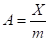 A = X/m